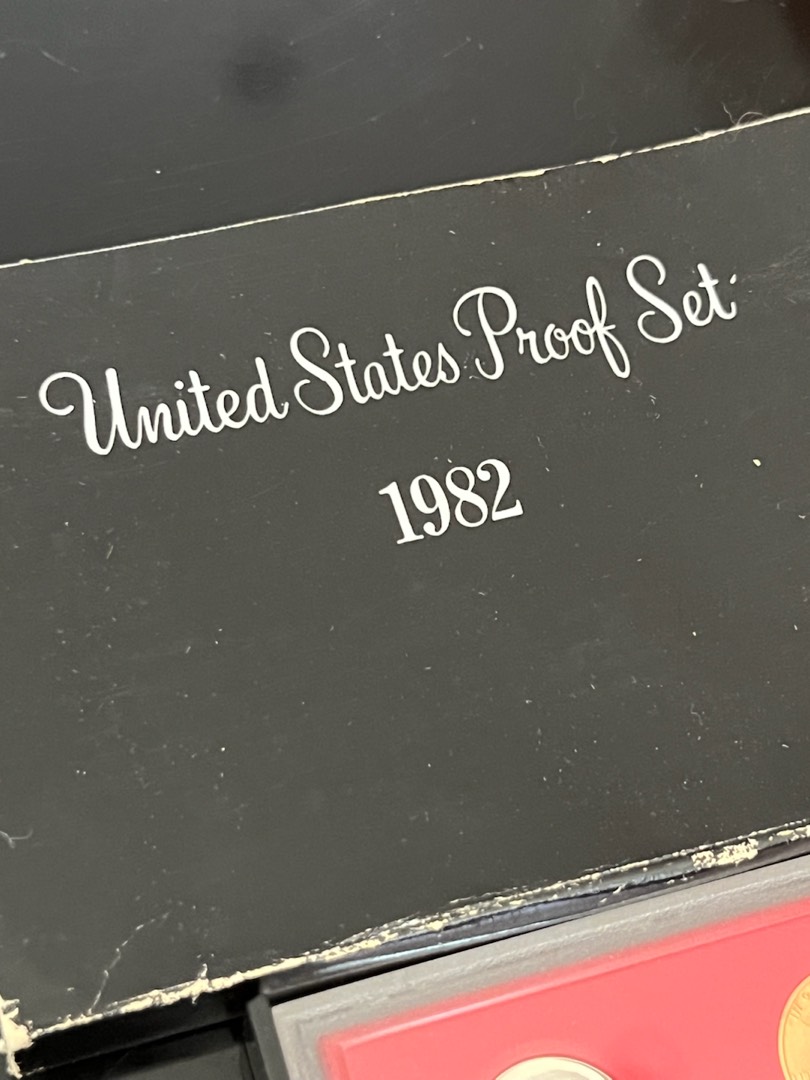 United States Proof Set
1982